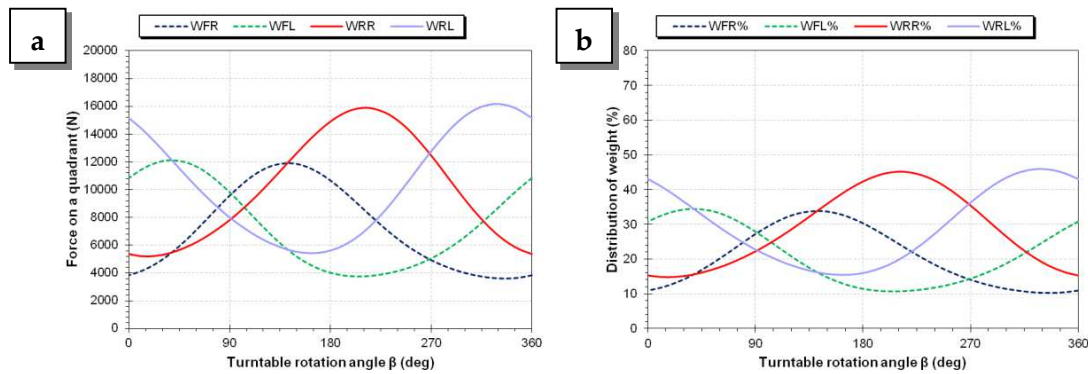 a
WFR WFL WRR WRL
Force on a quadrant (N)
20000
18000
16000
14000
12000
10000
8000
6000
4000
2000
0
0 90 180 270 360
Turntable rotation angle β (deg)
b
WFR% WFL% WRR% WRL%
Distribution of weight (%)
80
70
60
50
40
30
20
10
0
0 90 180 270 360
Turntable rotation angle β (deg)